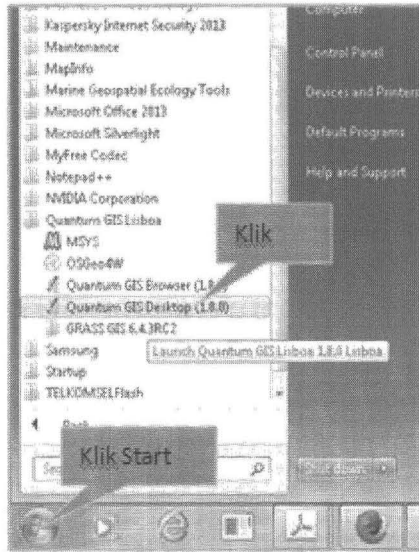 Kaspersky Internet Security 2013
Maintenance
MapInfo
Marine Geospatial Ecology Tools
Microsoft Office 2013
Microsoft Silverlight
MyFree Codec
Notepad++
NVIDIA Corporation
Quantum GIS Lisboa
MSYS
OSGeo4W
Quantum GIS Browser (1.8.0)
Quantum GIS Desktop (1.8.0)
GRASS GIS 6.4.3RC2
Samsung
Launch Quantum GIS Lisboa 1.8.0 Lisboa
Startup
TELKOMSELFlash
Back
Computer
Control Panel
Devices and Printers
Default Programs
Help and Support
Klik
Klik Start
Shut down